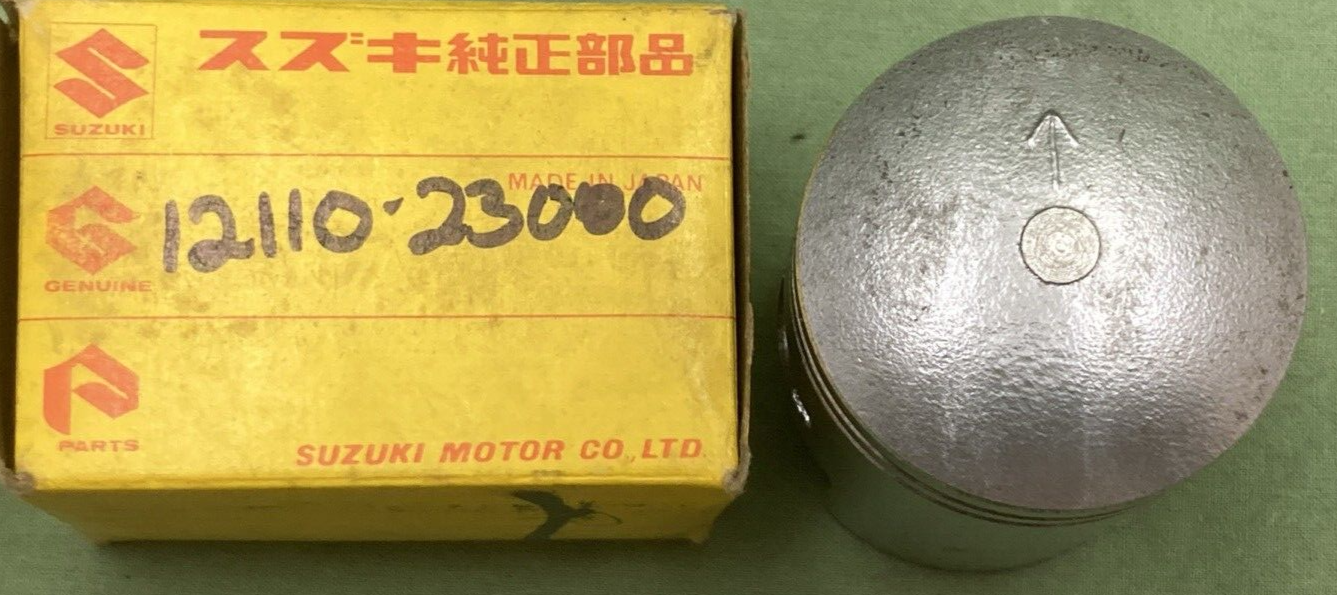 スズキ純正部品
SUZUKI
MADE IN JAPAN
12110-23000
GENUINE
PARTS
SUZUKI MOTOR CO.,LTD.